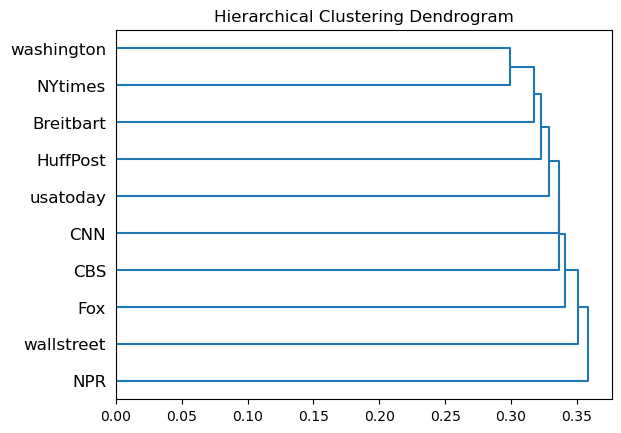 Hierarchical Clustering Dendrogram
washington
NYtimes
Breitbart
HuffPost
usatoday
CNN
CBS
Fox
wallstreet
NPR
0.00 0.05 0.10 0.15 0.20 0.25 0.30 0.35